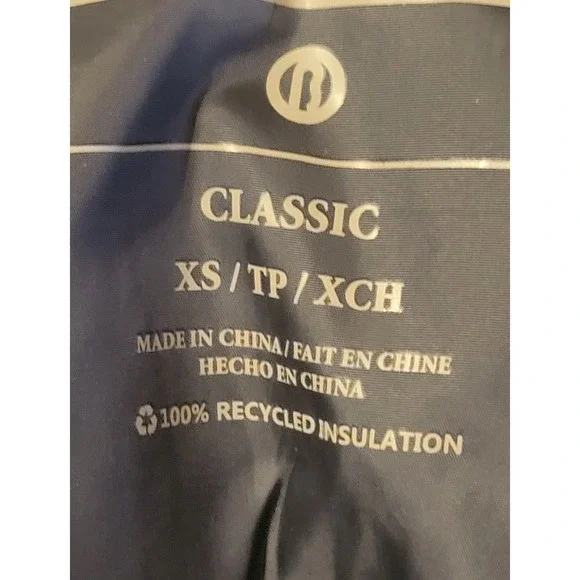 CLASSIC
XS / TP / XCH
MADE IN CHINA / FAIT EN CHINE
HECHO EN CHINA
100% RECYCLED INSULATION